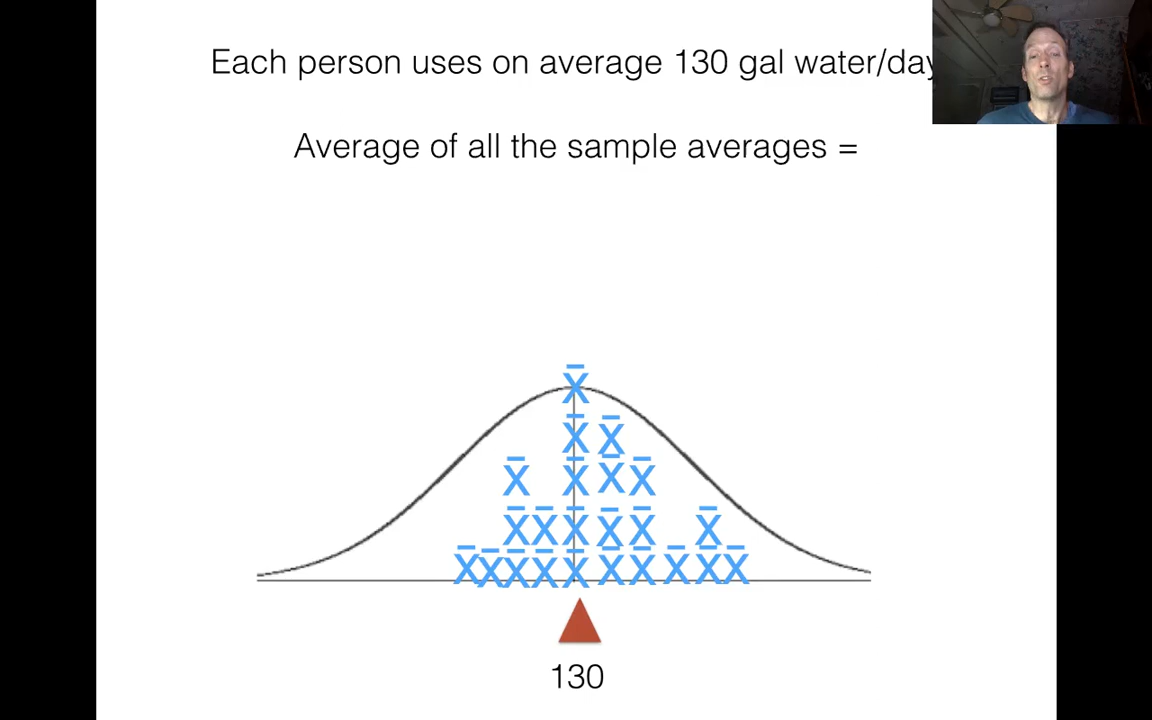 Each person uses on average 130 gal water/day
Average of all the sample averages =
x̄
x̄ x̄
x̄ x̄ x̄ x̄
x̄ x̄ x̄ x̄ x̄ x̄
x̄ x̄ x̄ x̄ x̄ x̄ x̄ x̄ x̄ x̄
130